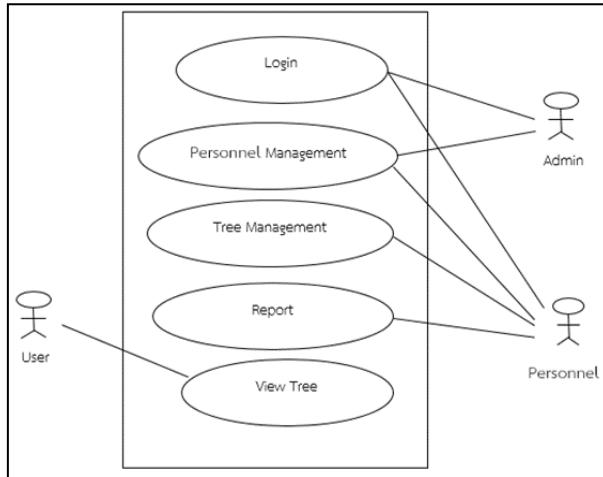 Login
Personnel Management
Admin
Tree Management
Report
User
View Tree
Personnel